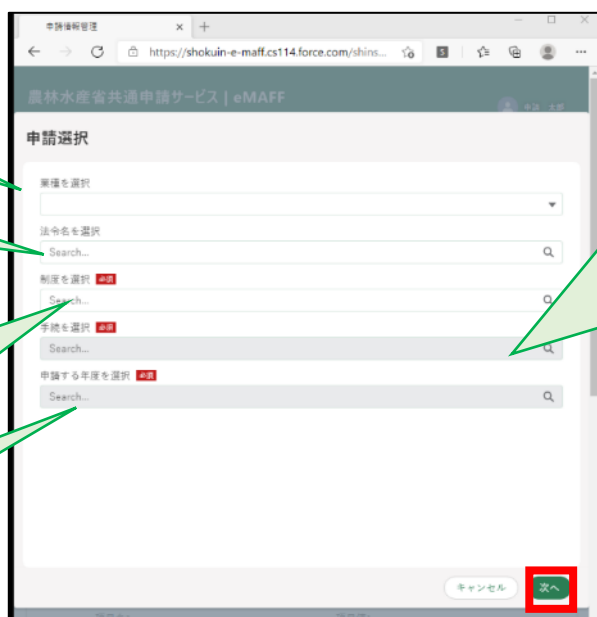 申請情報管理
https://shokuin-e-maff.cs114.force.com/shins...
農林水産省共通申請サービス | eMAFF
申請 太郎
申請選択
業種を選択
法令名を選択
Search...
制度を選択 必須
Search...
手続を選択 必須
Search...
申請する年度を選択 必須
Search...
キャンセル
次へ